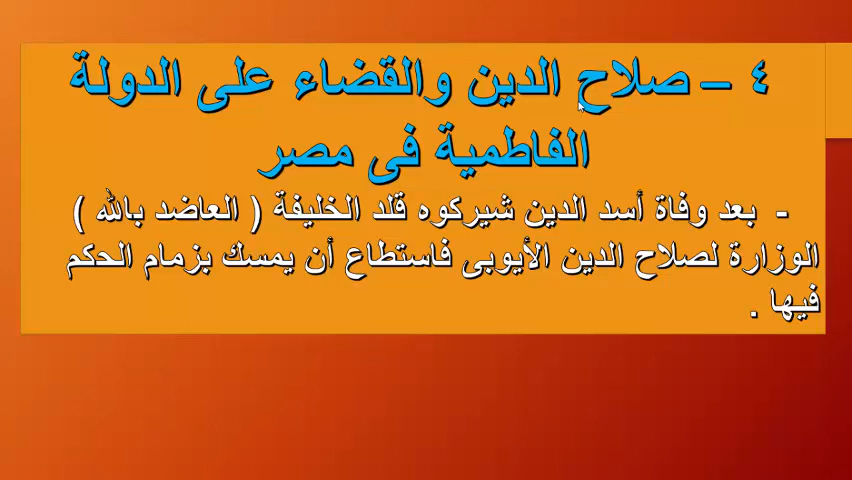 ٤ – صلاح الدين والقضاء على الدولة
الفاطمية فى مصر
- بعد وفاة أسد الدين شيركوه قلد الخليفة ( العاضد بالله )
الوزارة لصلاح الدين الأيوبى فاستطاع أن يمسك بزمام الحكم
فيها .